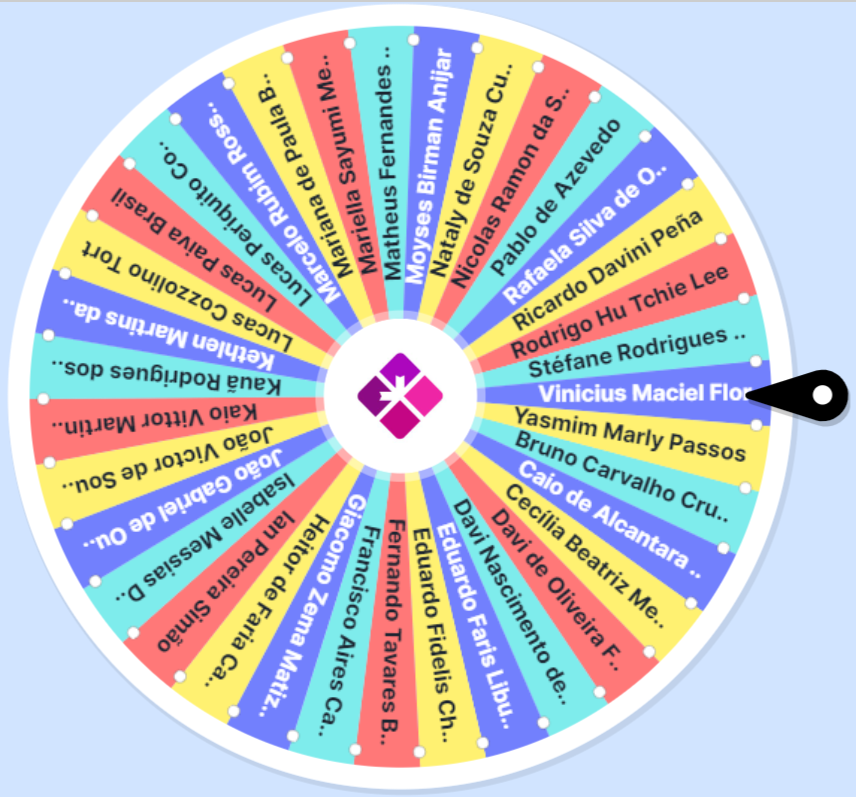 Matheus Fernandes ..
Moyses Birman Anijar
Nataly de Souza Cu..
Nicolas Ramon da S..
Pablo de Azevedo
Rafaela Silva de O..
Ricardo Davini Peña
Rodrigo Hu Tchie Lee
Stéfane Rodrigues ..
Vinicius Maciel Flor
Yasmim Marly Passos
Bruno Carvalho Cru..
Caio de Alcantara ..
Cecília Beatriz Me..
Davi de Oliveira F..
Davi Nascimento de..
Eduardo Faris Libu..
Eduardo Fidelis Ch..
Fernando Tavares B..
Francisco Aires Ca..
Giacomo Zema Matiz..
Heitor de Faria Ca..
Ian Pereira Simão
Isabelle Messias D..
João Gabriel de Ou..
João Victor de Sou..
Kaio Vittor Martin..
Kauã Rodrigues dos..
Kethlen Martins da..
Lucas Cozzolino Tort
Lucas Paiva Brasil
Lucas Periquito Co..
Marcelo Rubim Ross..
Mariana de Paula B..
Mariella Sayumi Me..